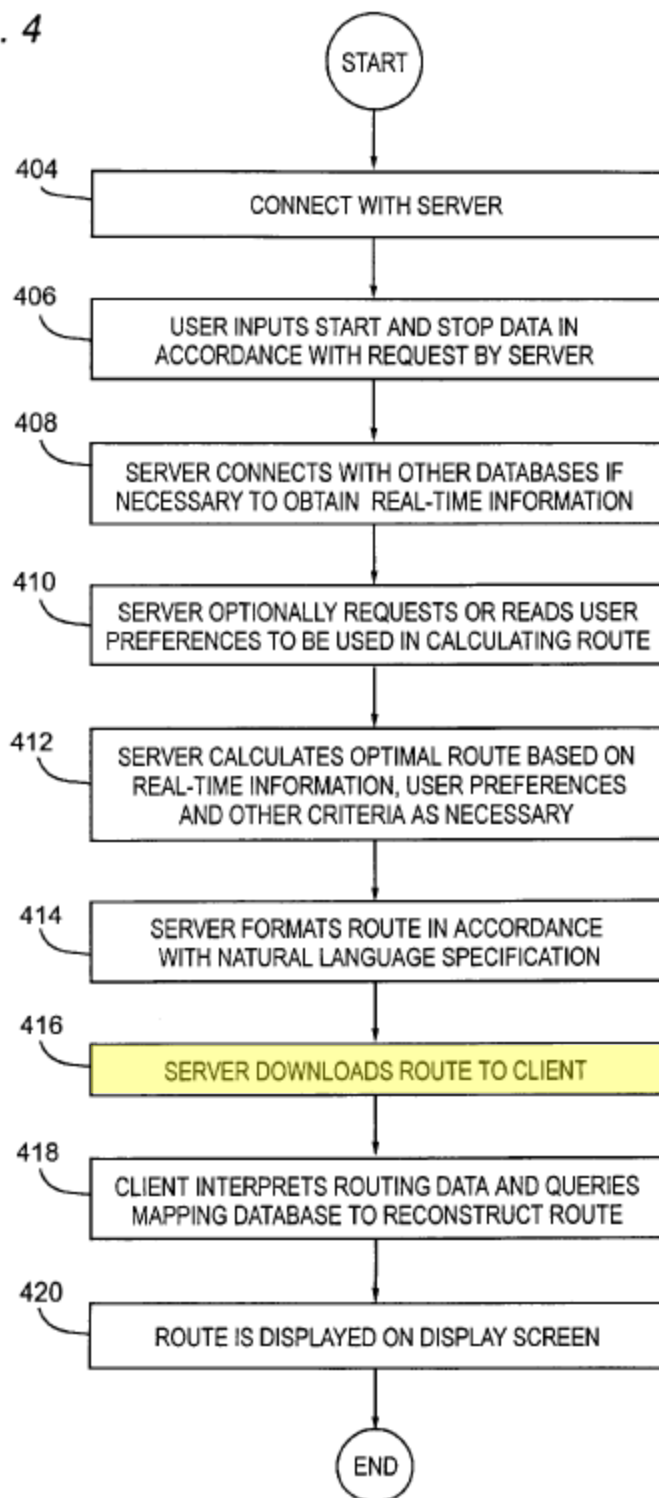 . 4
START
404
CONNECT WITH SERVER
406
USER INPUTS START AND STOP DATA IN
ACCORDANCE WITH REQUEST BY SERVER
408
SERVER CONNECTS WITH OTHER DATABASES IF
NECESSARY TO OBTAIN REAL-TIME INFORMATION
410
SERVER OPTIONALLY REQUESTS OR READS USER
PREFERENCES TO BE USED IN CALCULATING ROUTE
412
SERVER CALCULATES OPTIMAL ROUTE BASED ON
REAL-TIME INFORMATION, USER PREFERENCES
AND OTHER CRITERIA AS NECESSARY
414
SERVER FORMATS ROUTE IN ACCORDANCE
WITH NATURAL LANGUAGE SPECIFICATION
416
SERVER DOWNLOADS ROUTE TO CLIENT
418
CLIENT INTERPRETS ROUTING DATA AND QUERIES
MAPPING DATABASE TO RECONSTRUCT ROUTE
420
ROUTE IS DISPLAYED ON DISPLAY SCREEN
END